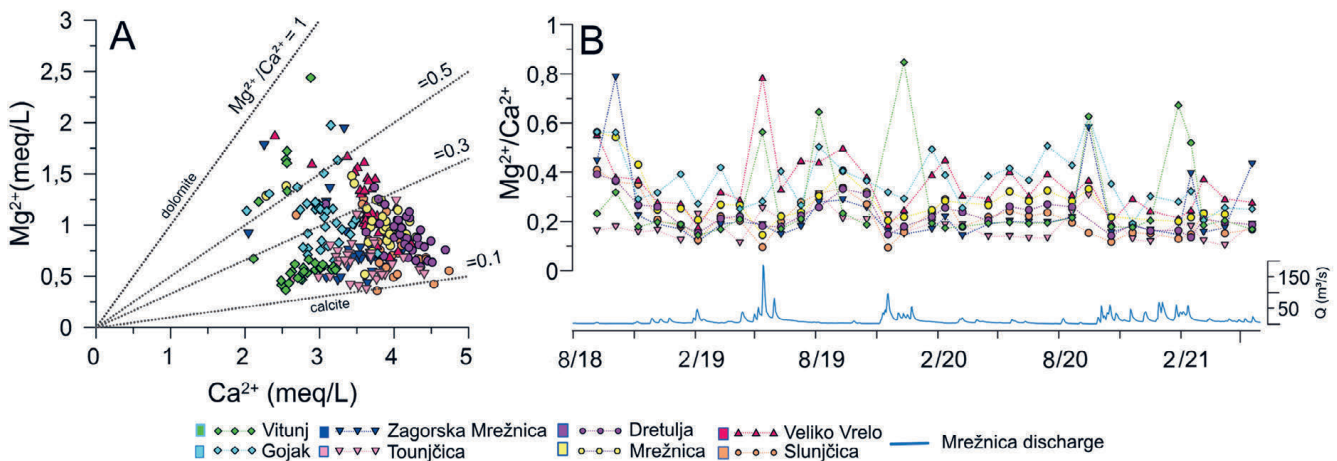 A
B
Mg²⁺(meq/L)
3
2,5
2
1,5
1
0,5
0
Mg²⁺/Ca²⁺ = 1
=0.5
=0.3
=0.1
dolomite
calcite
0 1 2 3 4 5
Ca²⁺ (meq/L)
Mg²⁺/Ca²⁺
1
0,8
0,6
0,4
0,2
0
150
50
Q (m³/s)
8/18 2/19 8/19 2/20 8/20 2/21
Vitunj Zagorska Mrežnica Dretulja Veliko Vrelo Mrežnica discharge
Gojak Tounjčica Mrežnica Slunjčica